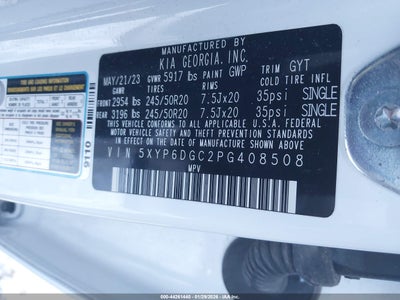 MANUFACTURED BY
KIA GEORGIA, INC.
MAY/21/23 GVWR 5917 lbs PAINT GWP TRIM GYT
GAWR TIRES RIMS COLD TIRE INFL
FRONT 2954 lbs 245/50R20 7.5Jx20 35psi SINGLE
REAR 3196 lbs 245/50R20 7.5Jx20 35psi SINGLE
THIS VEHICLE CONFORMS TO ALL APPLICABLE U.S.A. FEDERAL
MOTOR VEHICLE SAFETY, BUMPER, AND THEFT PREVENTION
STANDARDS IN EFFECT ON THE DATE OF MANUFACTURE SHOWN ABOVE.
VIN 5XYP6DGC2PG408508
MPV
9110
000-44261440 - 01/29/2026 - IAA Inc.